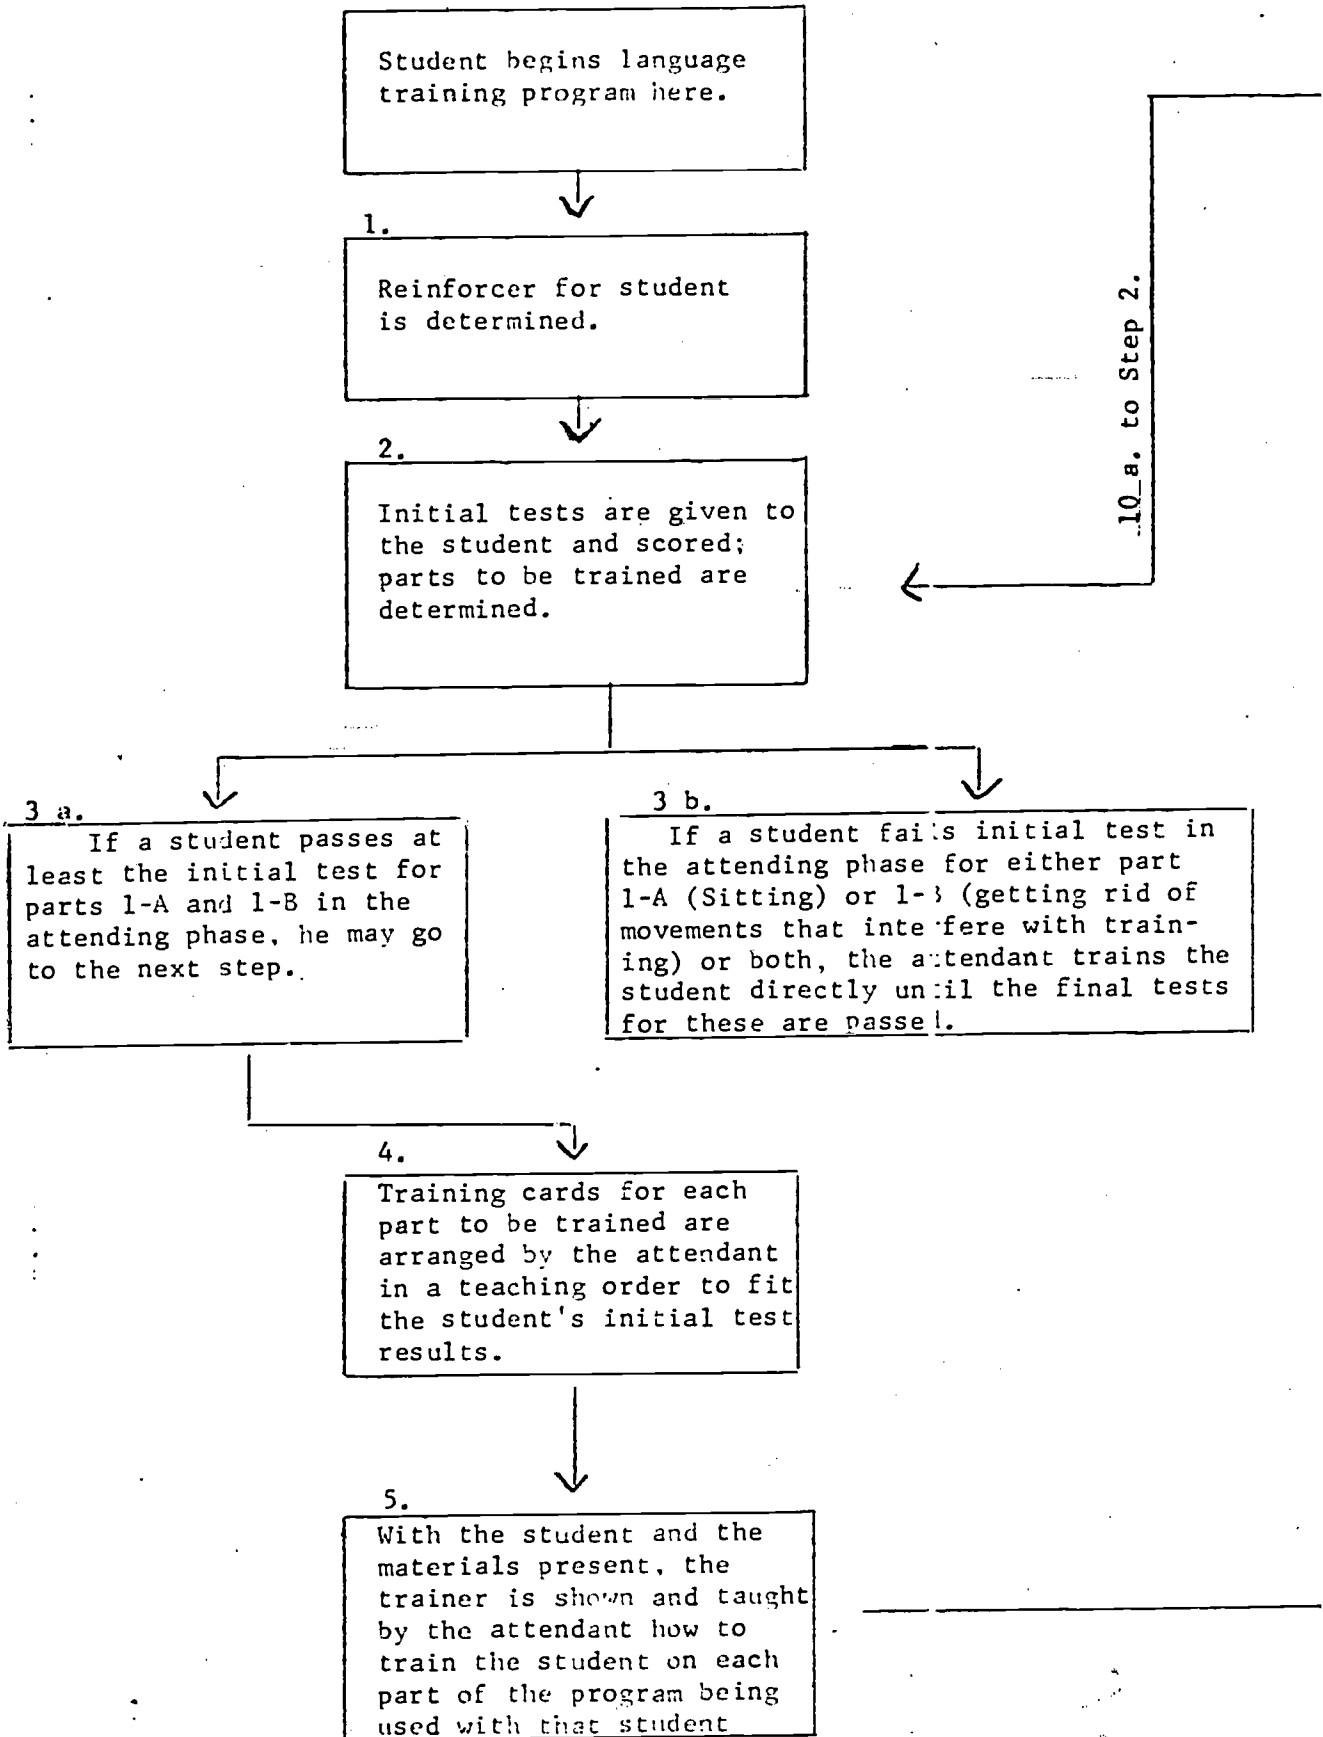 Student begins language
training program here.
1.
Reinforcer for student
is determined.
10 a. to Step 2.
2.
Initial tests are given to
the student and scored;
parts to be trained are
determined.
3 a.
If a student passes at
least the initial test for
parts 1-A and 1-B in the
attending phase, he may go
to the next step.
3 b.
If a student fails initial test in
the attending phase for either part
1-A (Sitting) or 1-B (getting rid of
movements that interfere with train-
ing) or both, the attendant trains the
student directly until the final tests
for these are passed.
4.
Training cards for each
part to be trained are
arranged by the attendant
in a teaching order to fit
the student's initial test
results.
5.
With the student and the
materials present, the
trainer is shown and taught
by the attendant how to
train the student on each
part of the program being
used with that student